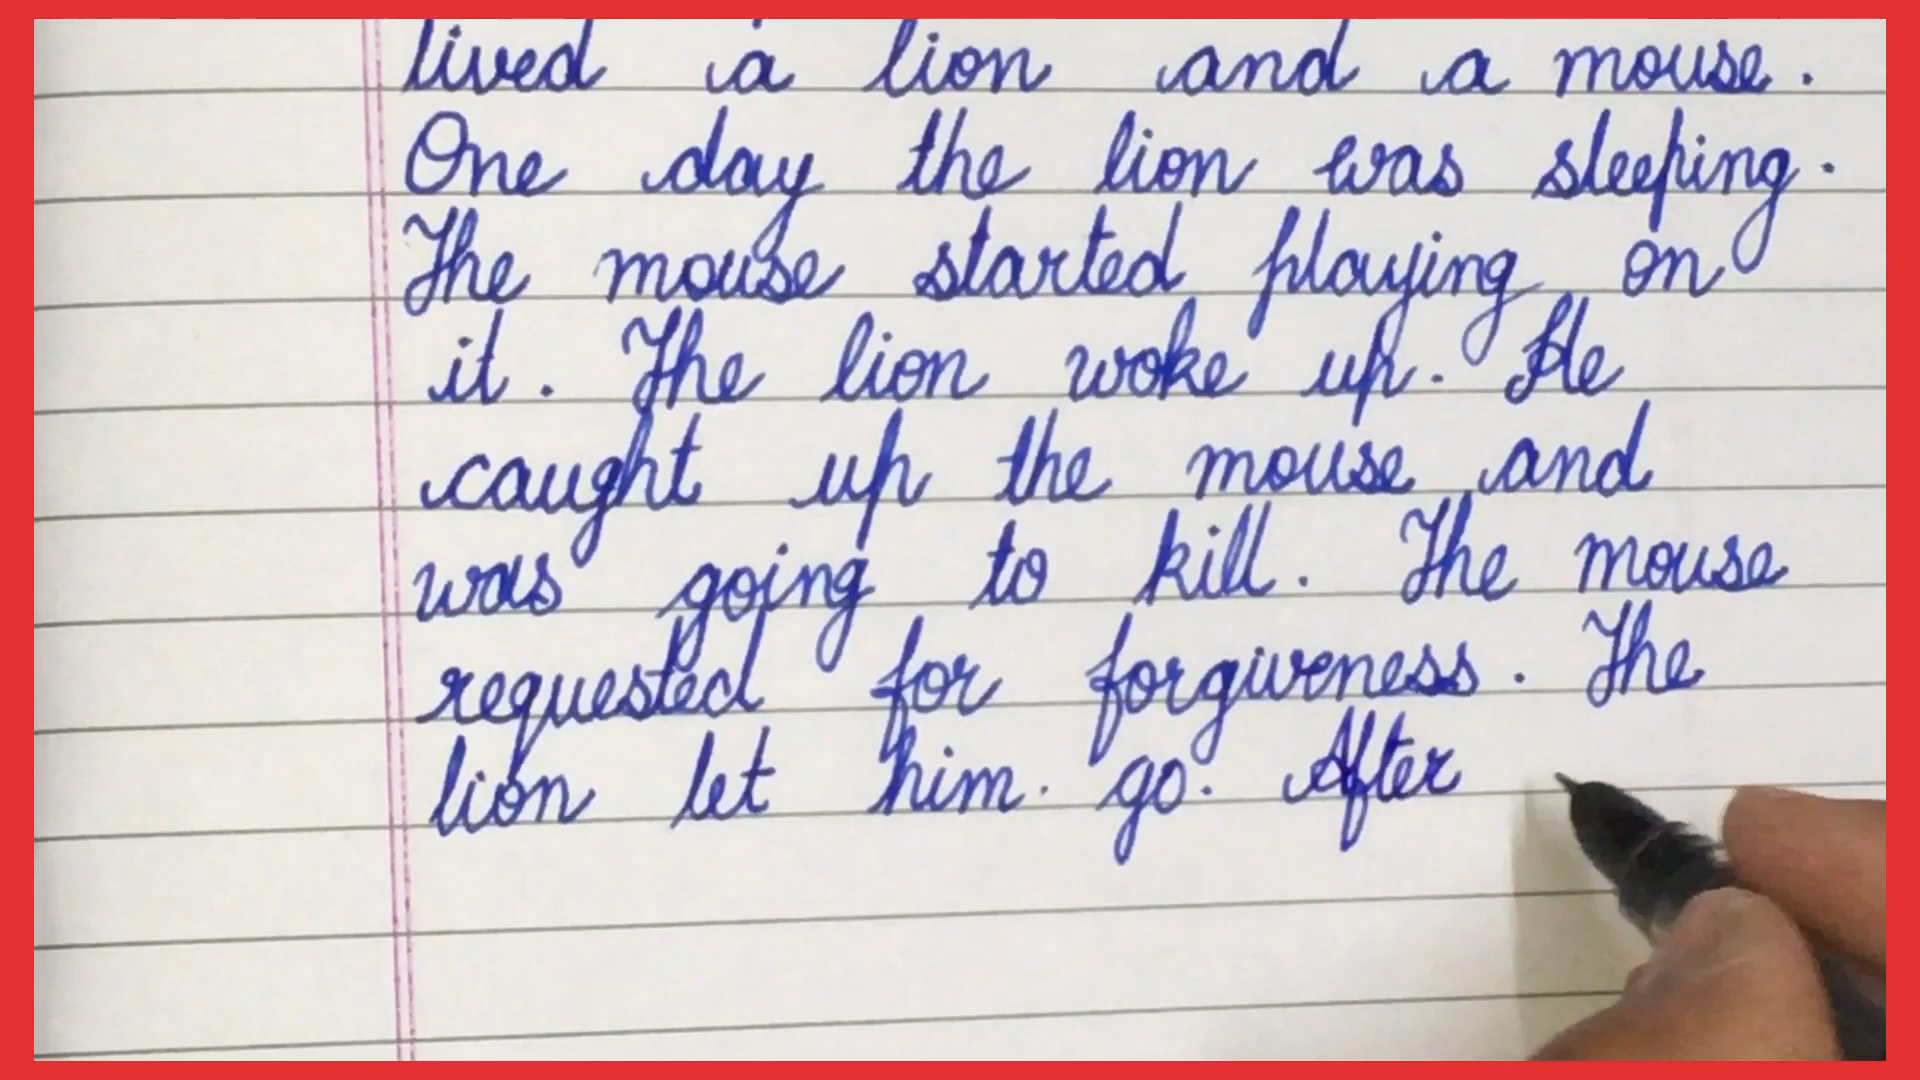 lived a lion and a mouse.
One day the lion was sleeping.
The mouse started playing on
it. The lion woke up. He
caught up the mouse and
was going to kill. The mouse
requested for forgiveness. The
lion let him. go. After